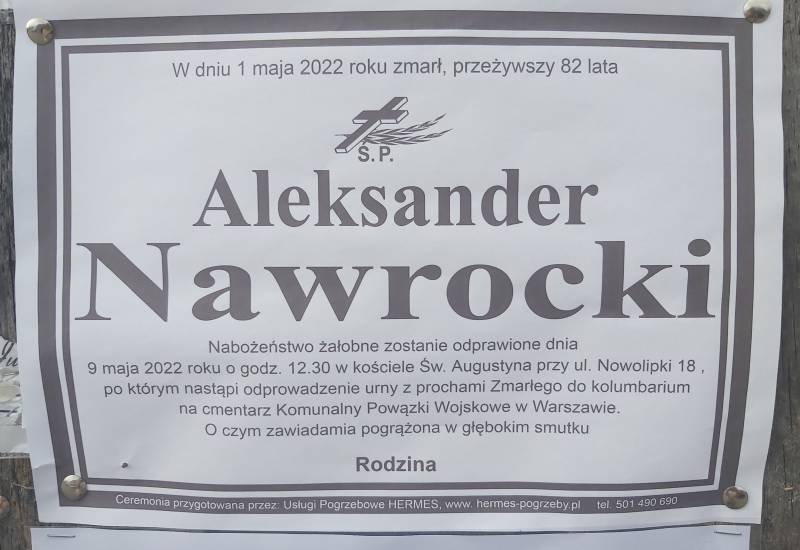 W dniu 1 maja 2022 roku zmarł, przeżywszy 82 lata
Ś.P.
Aleksander
Nawrocki
Nabożeństwo żałobne zostanie odprawione dnia
9 maja 2022 roku o godz. 12.30 w kościele Św. Augustyna przy ul. Nowolipki 18 ,
po którym nastąpi odprowadzenie urny z prochami Zmarłego do kolumbarium
na cmentarz Komunalny Powązki Wojskowe w Warszawie.
O czym zawiadamia pogrążona w głębokim smutku
Rodzina
Ceremonia przygotowana przez: Usługi Pogrzebowe HERMES, www. hermes-pogrzeby.pl tel. 501 490 690